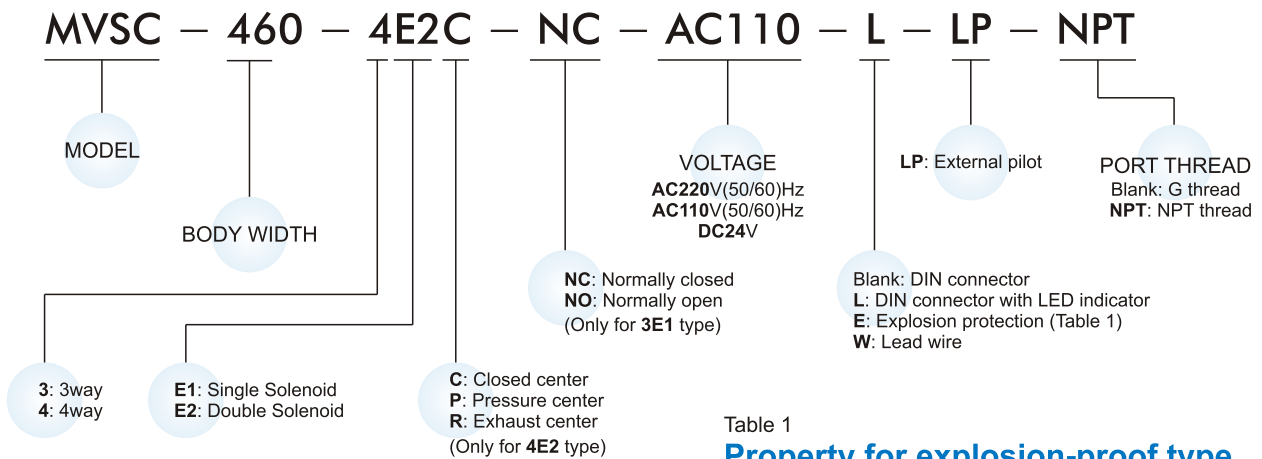 MVSC – 460 – 4E2C – NC – AC110 – L – LP – NPT
MODEL
BODY WIDTH
3: 3way
4: 4way
E1: Single Solenoid
E2: Double Solenoid
C: Closed center
P: Pressure center
R: Exhaust center
(Only for 4E2 type)
NC: Normally closed
NO: Normally open
(Only for 3E1 type)
VOLTAGE
AC220V(50/60)Hz
AC110V(50/60)Hz
DC24V
Blank: DIN connector
L: DIN connector with LED indicator
E: Explosion protection (Table 1)
W: Lead wire
LP: External pilot
PORT THREAD
Blank: G thread
NPT: NPT thread
Table 1
Property for explosion-proof type